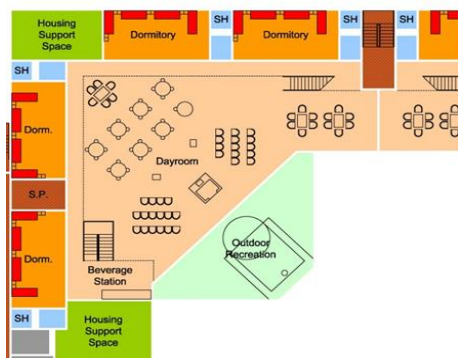 Housing
Support
Space
SH
Dormitory
SH
Dormitory
SH
SH
Dorm.
S.P.
Dorm.
Dayroom
Outdoor
Recreation
Beverage
Station
SH
Housing
Support
Space